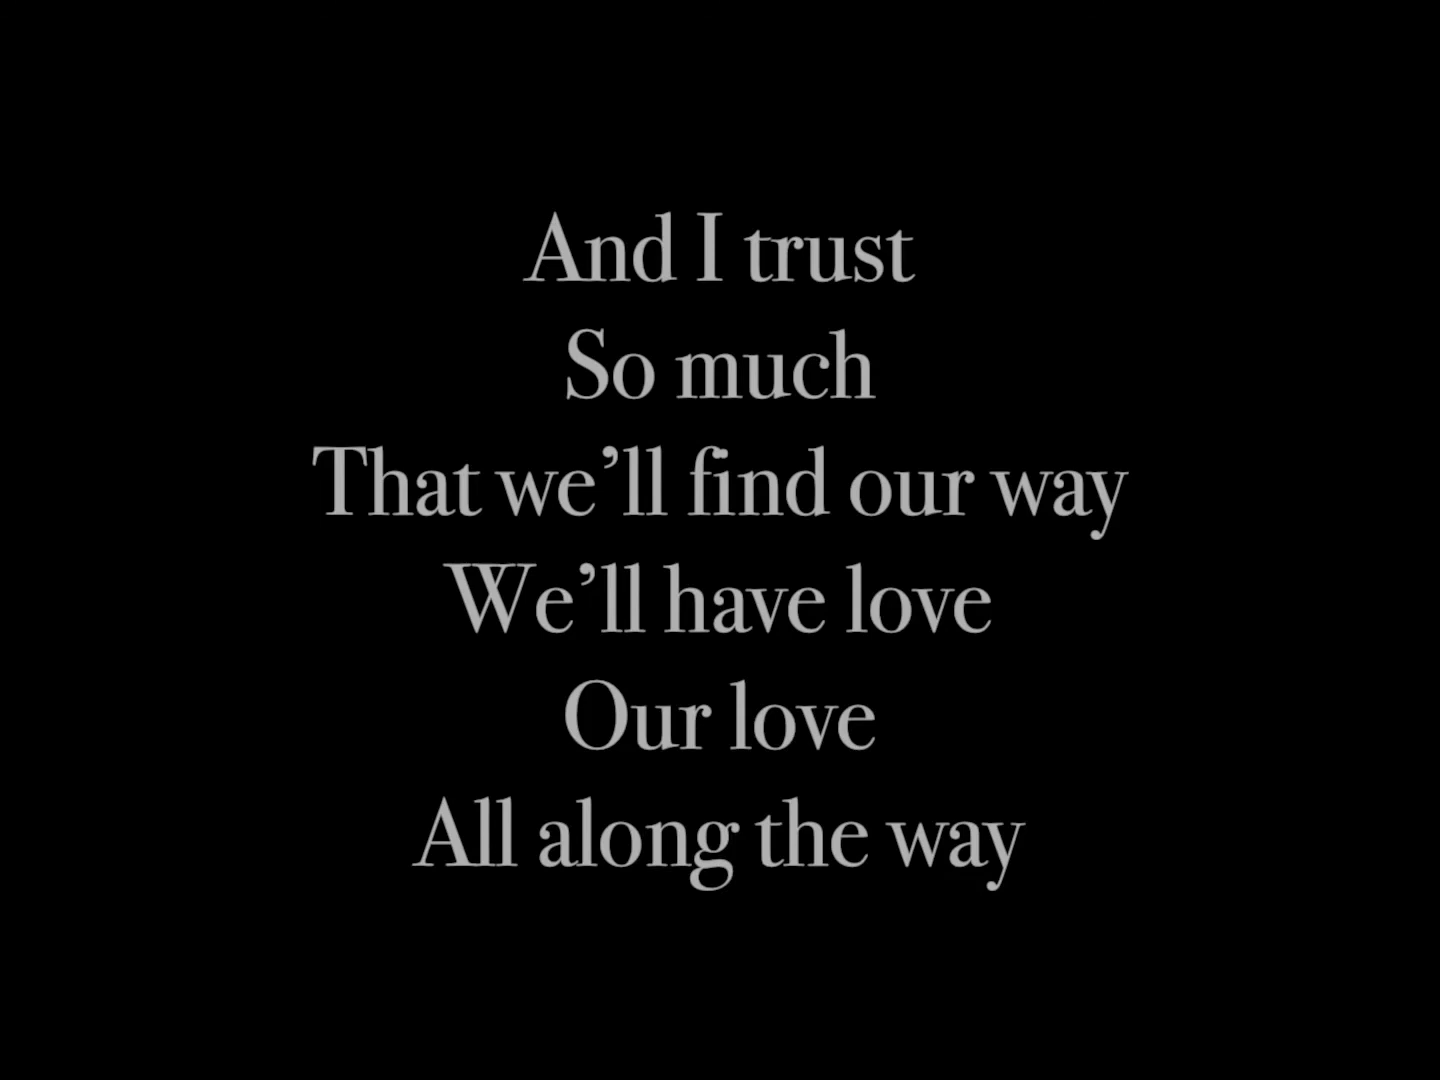 And I trust
So much
That we’ll find our way
We’ll have love
Our love
All along the way